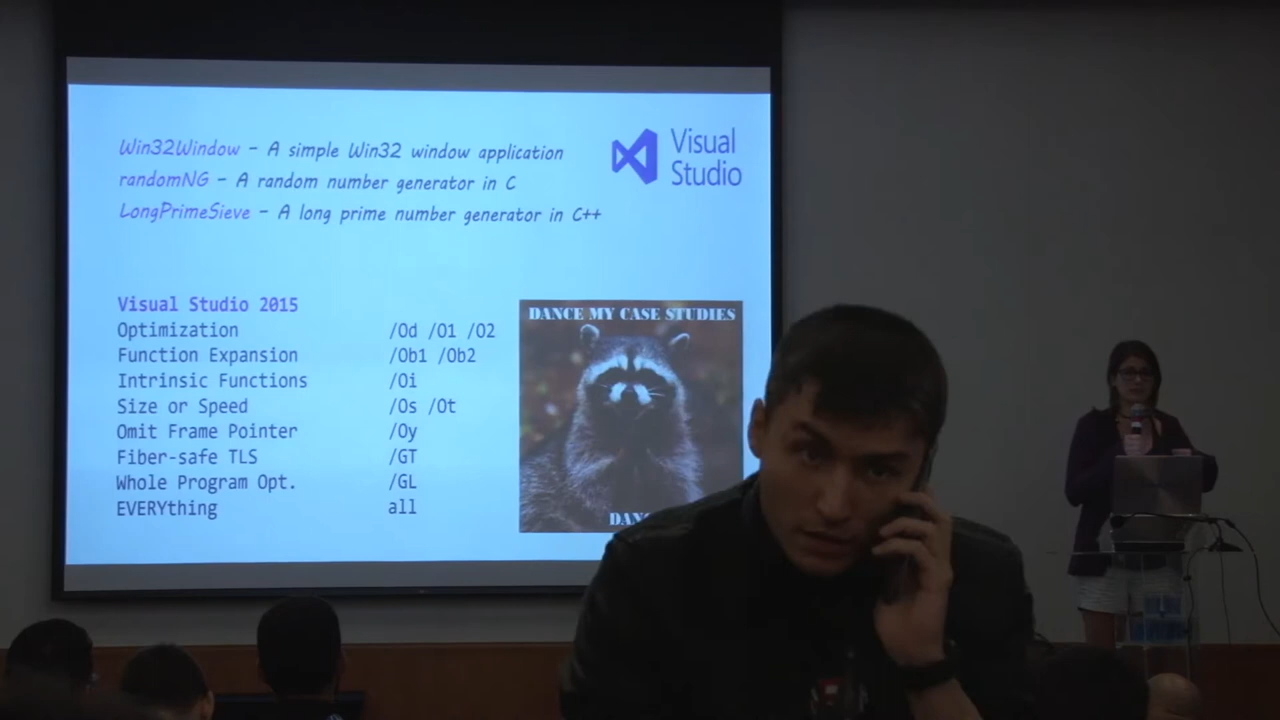 Win32Window - A simple Win32 window application
randomNG - A random number generator in C
LongPrimeSieve - A long prime number generator in C++
Visual
Studio
Visual Studio 2015
Optimization /Od /O1 /O2
Function Expansion /Ob1 /Ob2
Intrinsic Functions /Oi
Size or Speed /Os /Ot
Omit Frame Pointer /Oy
Fiber-safe TLS /GT
Whole Program Opt. /GL
EVERYthing all
DANCE MY CASE STUDIES